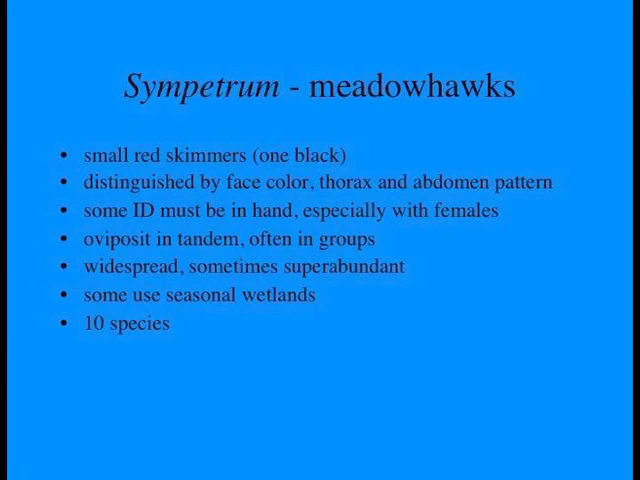 Sympetrum - meadowhawks
• small red skimmers (one black)
• distinguished by face color, thorax and abdomen pattern
• some ID must be in hand, especially with females
• oviposit in tandem, often in groups
• widespread, sometimes superabundant
• some use seasonal wetlands
• 10 species